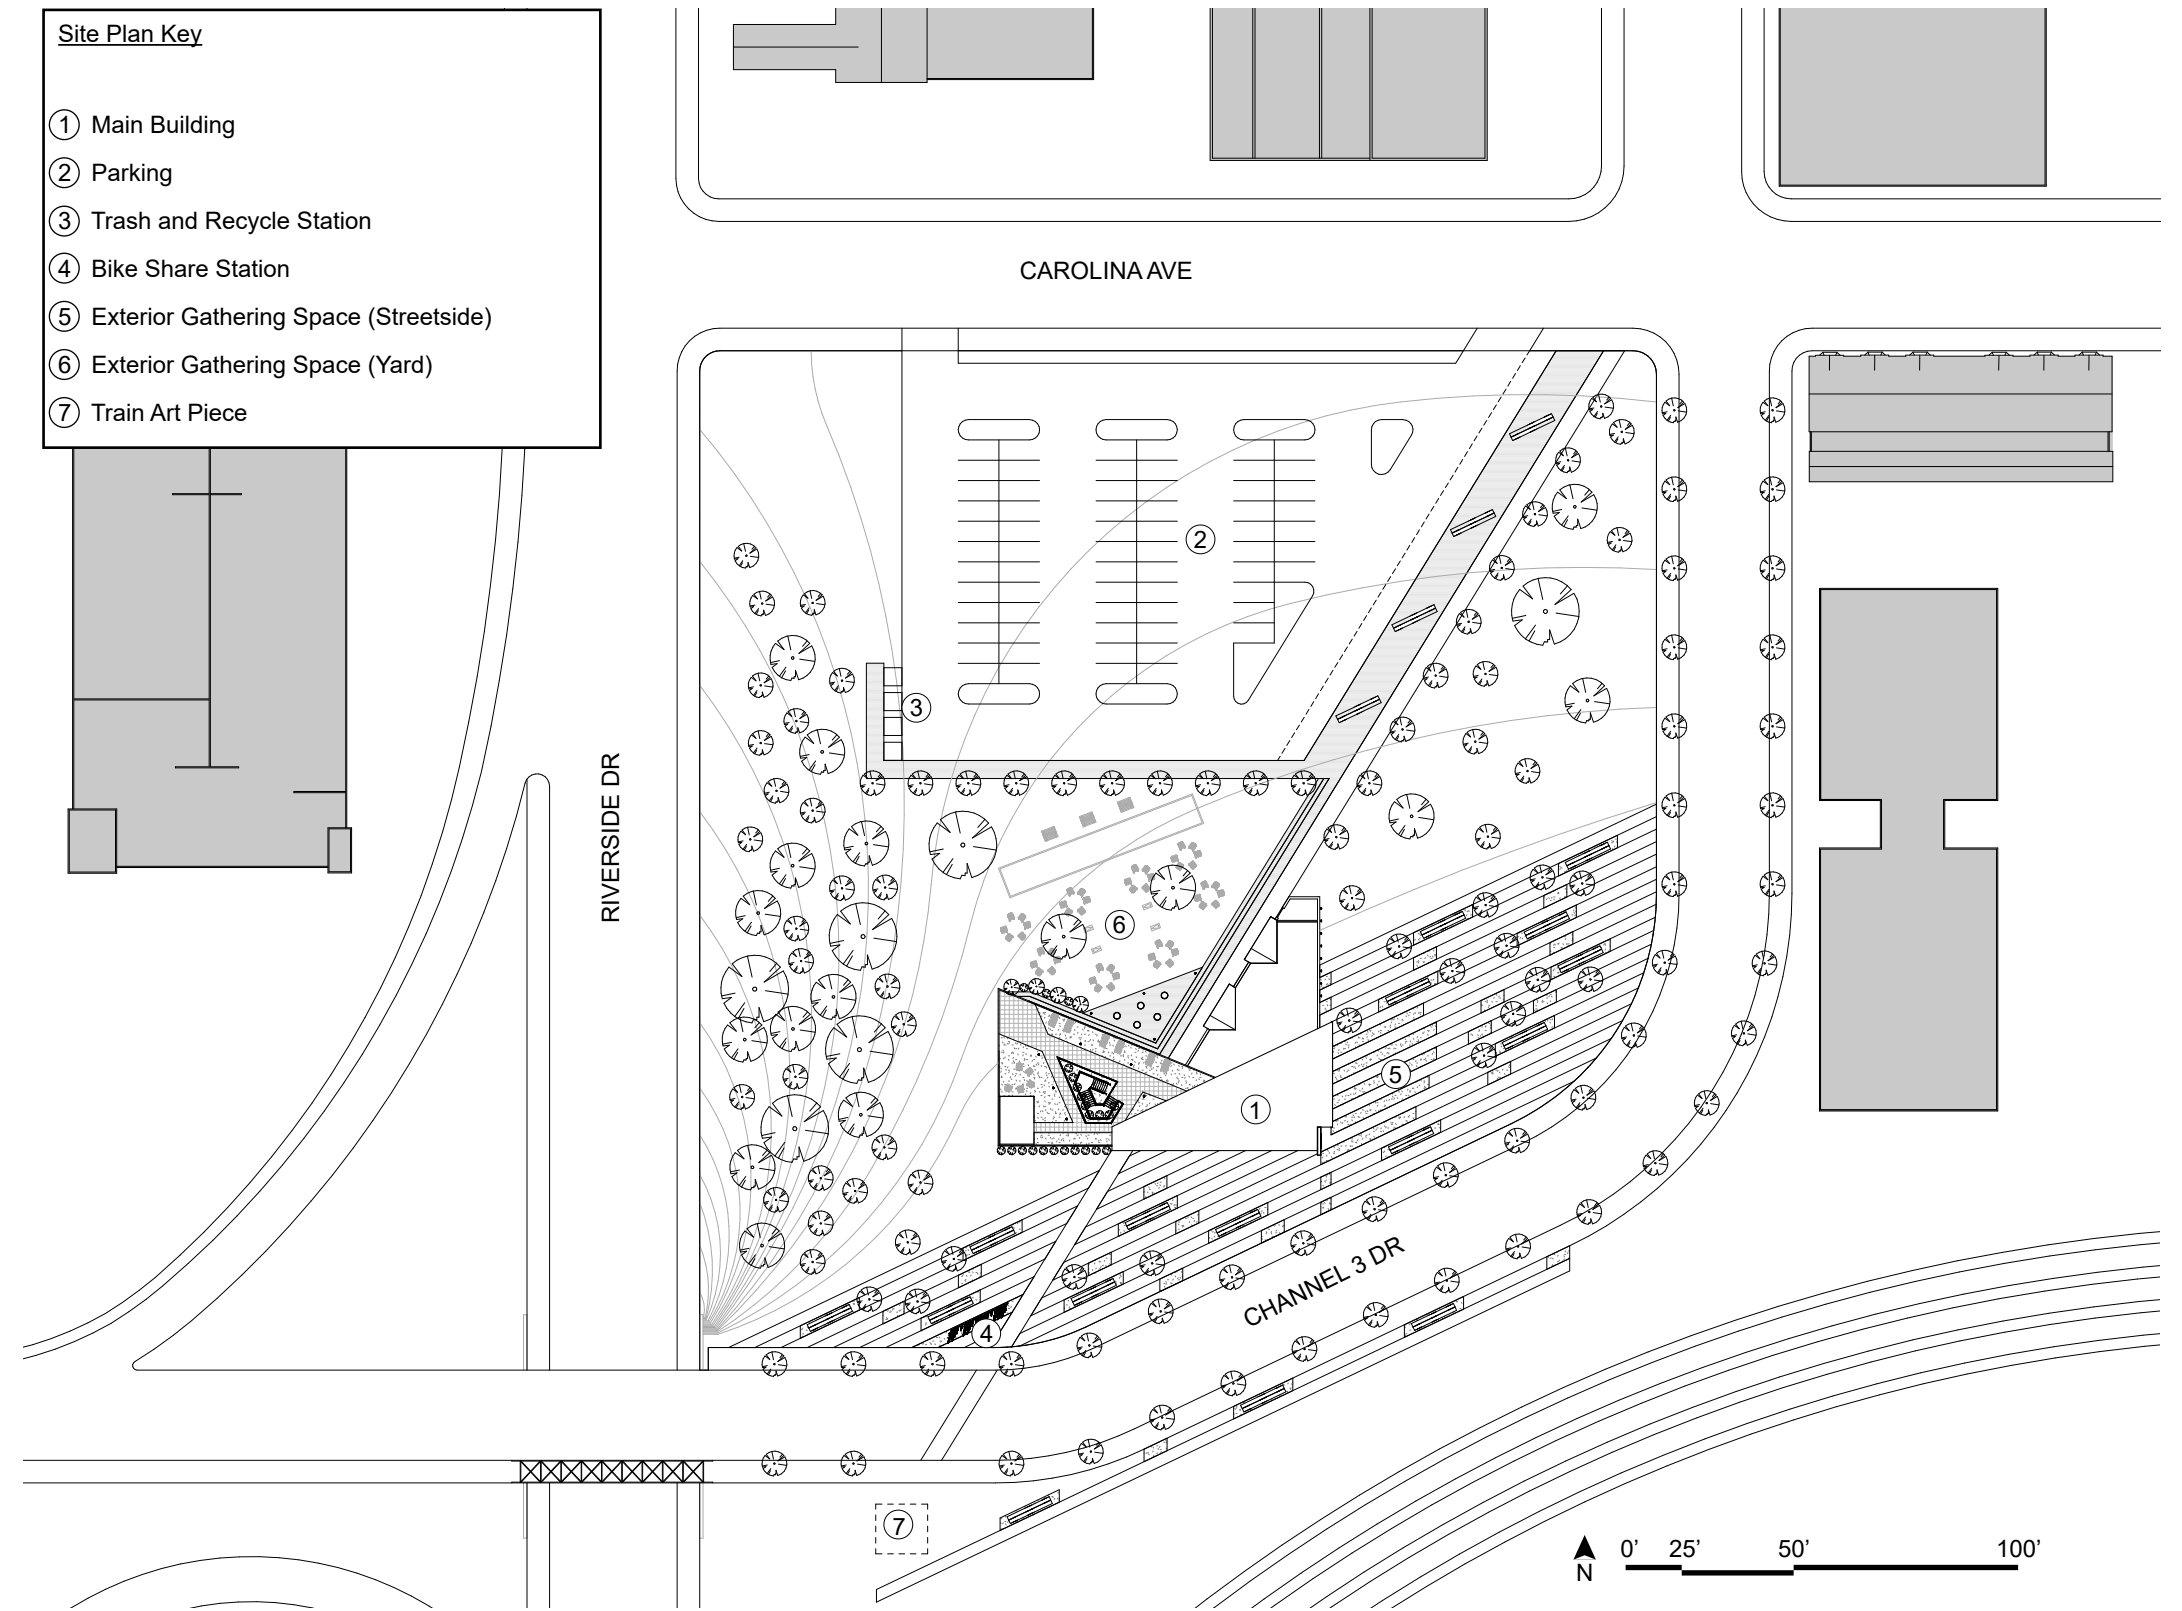 Site Plan Key
1 Main Building
2 Parking
3 Trash and Recycle Station
4 Bike Share Station
5 Exterior Gathering Space (Streetside)
6 Exterior Gathering Space (Yard)
7 Train Art Piece
CAROLINA AVE
2
3
RIVERSIDE DR
6
5
1
CHANNEL 3 DR
4
7
0’ 25’ 50’ 100’
N